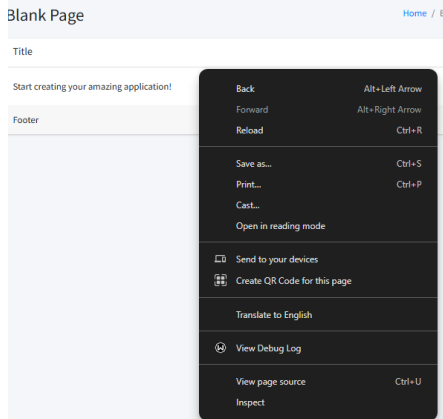 Blank Page
Home /
Title
Start creating your amazing application!
Footer
Back Alt+Left Arrow
Forward Alt+Right Arrow
Reload Ctrl+R
Save as... Ctrl+S
Print... Ctrl+P
Cast...
Open in reading mode
Send to your devices
Create QR Code for this page
Translate to English
View Debug Log
View page source Ctrl+U
Inspect